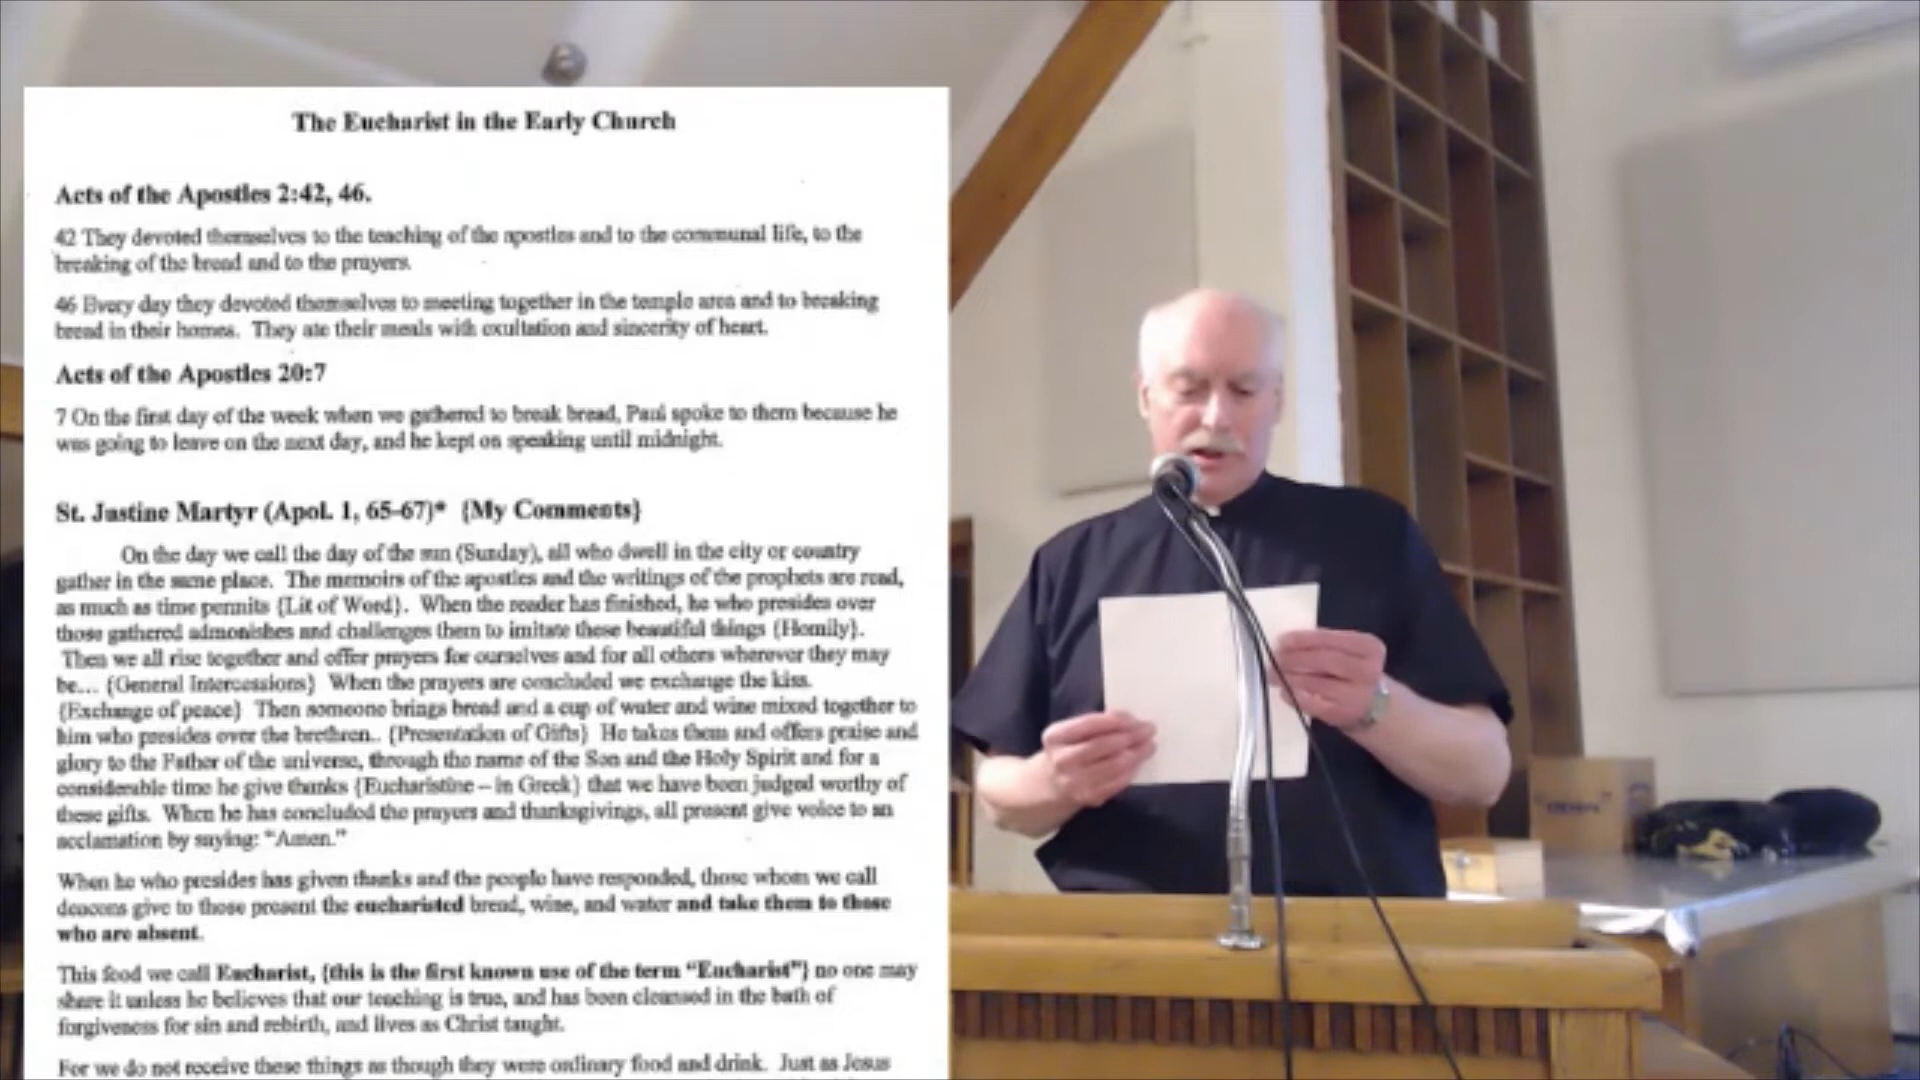 The Eucharist in the Early Church
Acts of the Apostles 2:42, 46.
42 They devoted themselves to the teaching of the apostles and to the communal life, to the
breaking of the bread and to the prayers.
46 Every day they devoted themselves to meeting together in the temple area and to breaking
bread in their homes. They ate their meals with exultation and sincerity of heart.
Acts of the Apostles 20:7
7 On the first day of the week when we gathered to break bread, Paul spoke to them because he
was going to leave on the next day, and he kept on speaking until midnight.
St. Justine Martyr (Apol. 1, 65-67)* {My Comments}
On the day we call the day of the sun (Sunday), all who dwell in the city or country
gather in the same place. The memoirs of the apostles and the writings of the prophets are read,
as much as time permits {Lit of Word}. When the reader has finished, he who presides over
those gathered admonishes and challenges them to imitate these beautiful things {Homily}.
Then we all rise together and offer prayers for ourselves and for all others wherever they may
be... {General Intercessions} When the prayers are concluded we exchange the kiss.
{Exchange of peace} Then someone brings bread and a cup of water and wine mixed together to
him who presides over the brethren.. {Presentation of Gifts} He takes them and offers praise and
glory to the Father of the universe, through the name of the Son and the Holy Spirit and for a
considerable time he give thanks {Eucharistine – in Greek} that we have been judged worthy of
these gifts. When he has concluded the prayers and thanksgivings, all present give voice to an
acclamation by saying: "Amen."
When he who presides has given thanks and the people have responded, those whom we call
deacons give to those present the eucharisted bread, wine, and water and take them to those
who are absent.
This food we call Eucharist, {this is the first known use of the term "Eucharist"} no one may
share it unless he believes that our teaching is true, and has been cleansed in the bath of
forgiveness for sin and rebirth, and lives as Christ taught.
For we do not receive these things as though they were ordinary food and drink. Just as Jesus